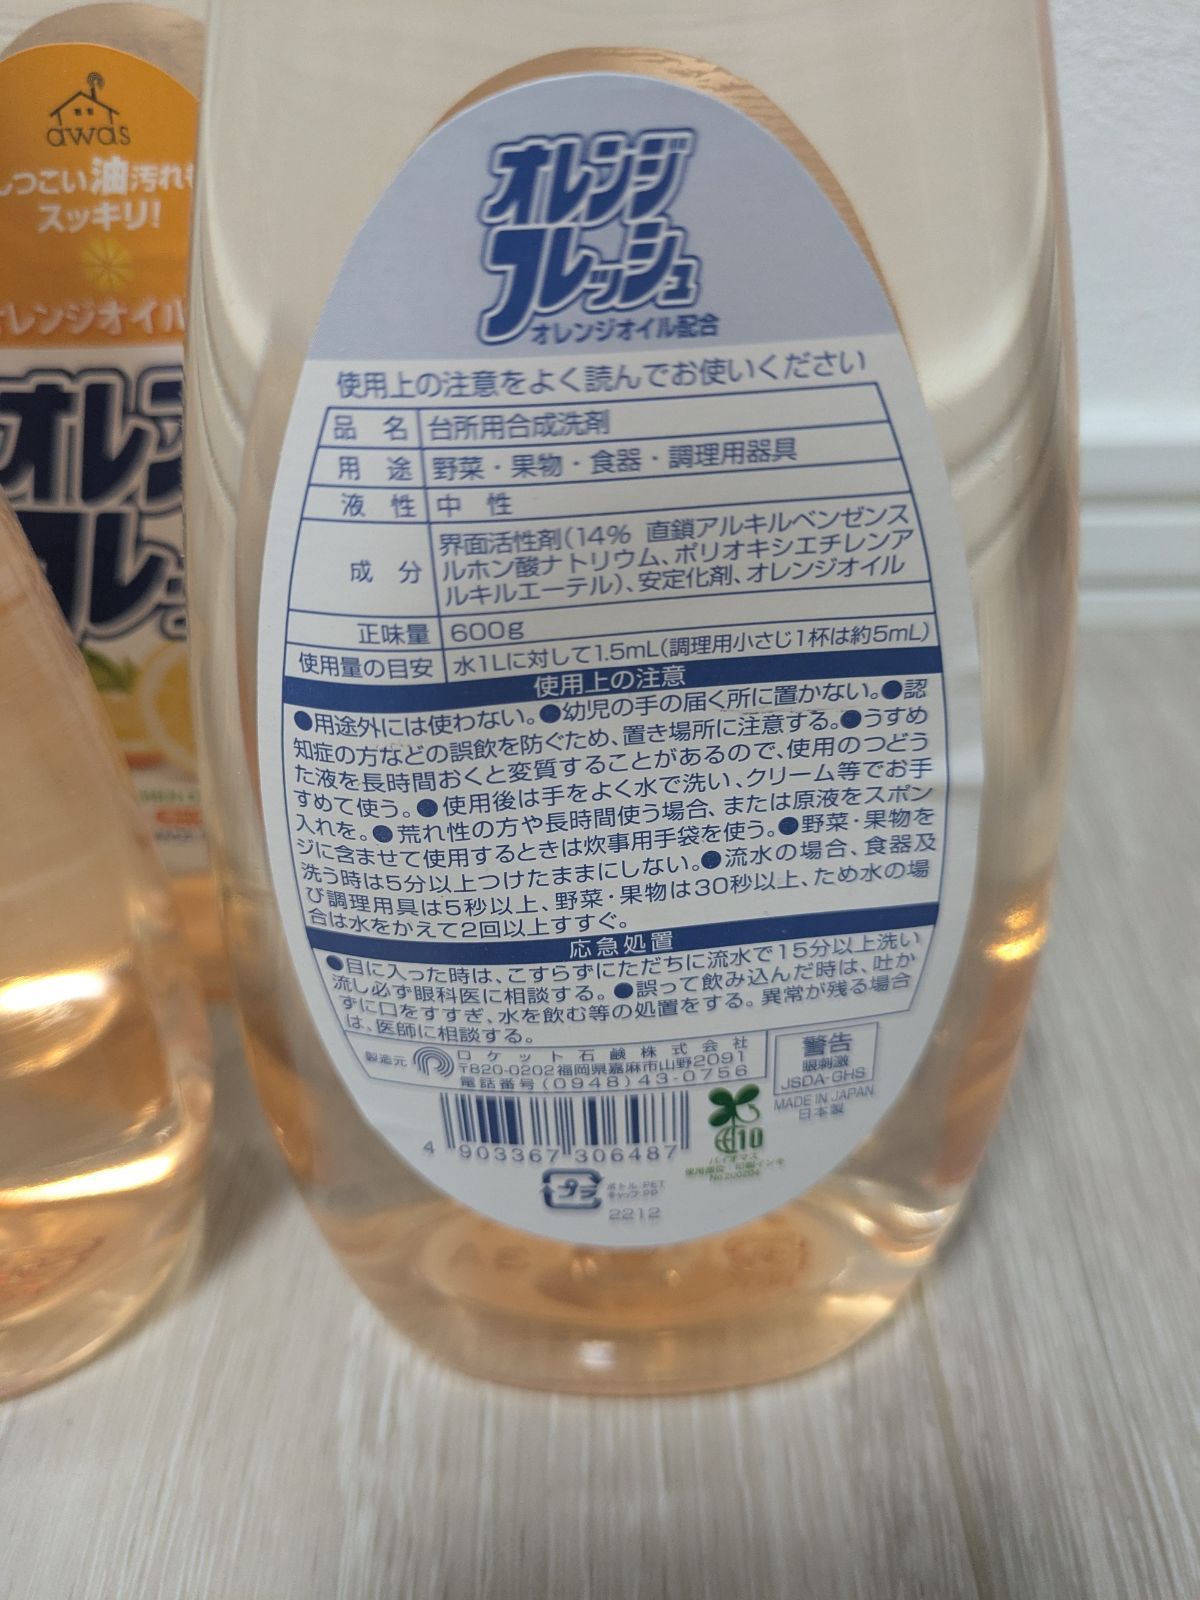 awas
しつこい油汚れも
スッキリ!
オレンジオイル
オレン
フレッ
オレンジ
フレッシュ
オレンジオイル配合
使用上の注意をよく読んでお使いください
品 名 台所用合成洗剤
用 途 野菜・果物・食器・調理用器具
液 性 中 性
成 分 界面活性剤(14% 直鎖アルキルベンゼンス
ルホン酸ナトリウム、ポリオキシエチレンア
ルキルエーテル)、安定化剤、オレンジオイル
正味量 600g
使用量の目安 水1Lに対して1.5mL(調理用小さじ1杯は約5mL)
使用上の注意
●用途外には使わない。●幼児の手の届く所に置かない。●認
知症の方などの誤飲を防ぐため、置き場所に注意する。●うすめ
た液を長時間おくと変質することがあるので、使用のつどう
すめて使う。●使用後は手をよく水で洗い、クリーム等でお手
入れを。●荒れ性の方や長時間使う場合、または原液をスポン
ジに含ませて使用するときは炊事用手袋を使う。●野菜・果物を
洗う時は5分以上つけたままにしない。●流水の場合、食器及
び調理用具は5秒以上、野菜・果物は30秒以上、ため水の場
合は水をかえて2回以上すすぐ。
応急処置
●目に入った時は、こすらずにただちに流水で15分以上洗い
流し必ず眼科医に相談する。●誤って飲み込んだ時は、吐か
ずに口をすすぎ、水を飲む等の処置をする。異常が残る場合
は、医師に相談する。
製造元 ロケット石鹸株式会社
〒820-0202福岡県嘉麻市山野2091
電話番号(0948)43-0756
警告
眼刺激
JSDA-GHS
MADE IN JAPAN
日本製
4 903367 306487
10
バイオマス
No.200204
プラ
ボトル:PET
キャップ:PP
2212